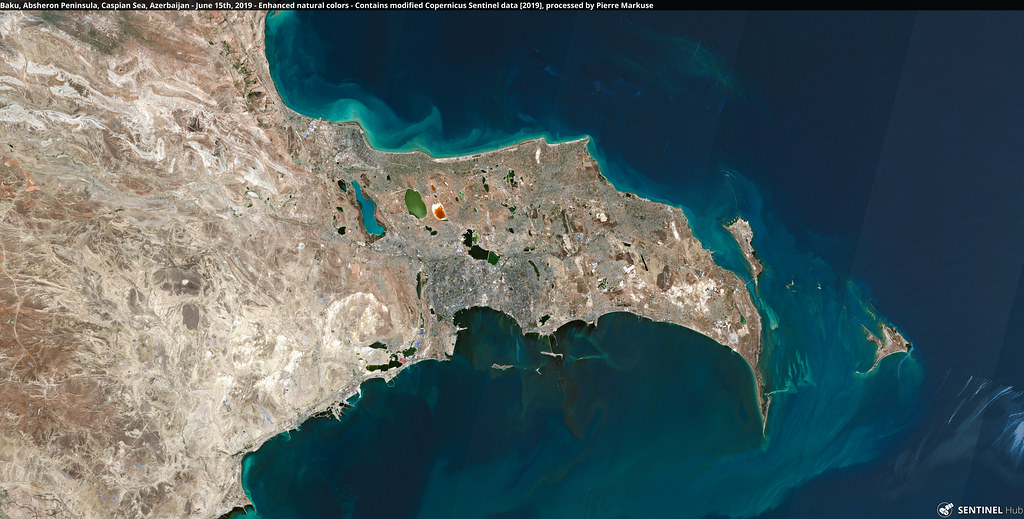 Baku, Absheron Peninsula, Caspian Sea, Azerbaijan - June 15th, 2019 - Enhanced natural colors - Contains modified Copernicus Sentinel data [2019], processed by Pierre Markuse
SENTINEL Hub